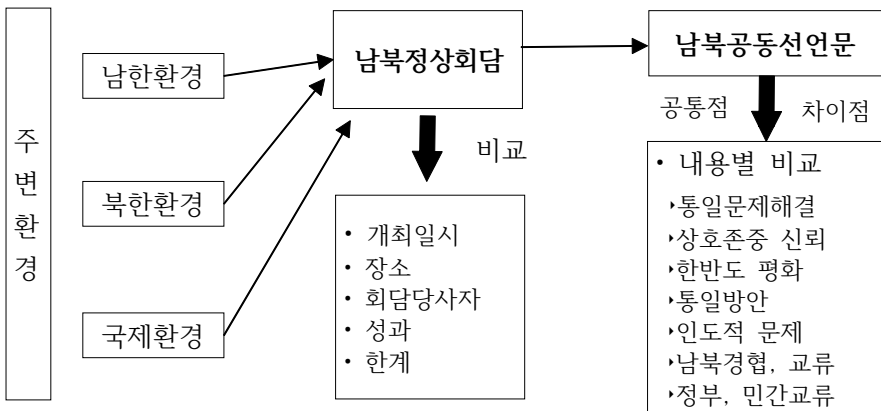 주
변
환
경
남한환경
북한환경
국제환경
남북정상회담
비교
• 개최일시
• 장소
• 회담당사자
• 성과
• 한계
남북공동선언문
공통점 차이점
• 내용별 비교
‣통일문제해결
‣상호존중 신뢰
‣한반도 평화
‣통일방안
‣인도적 문제
‣남북경협, 교류
‣정부, 민간교류